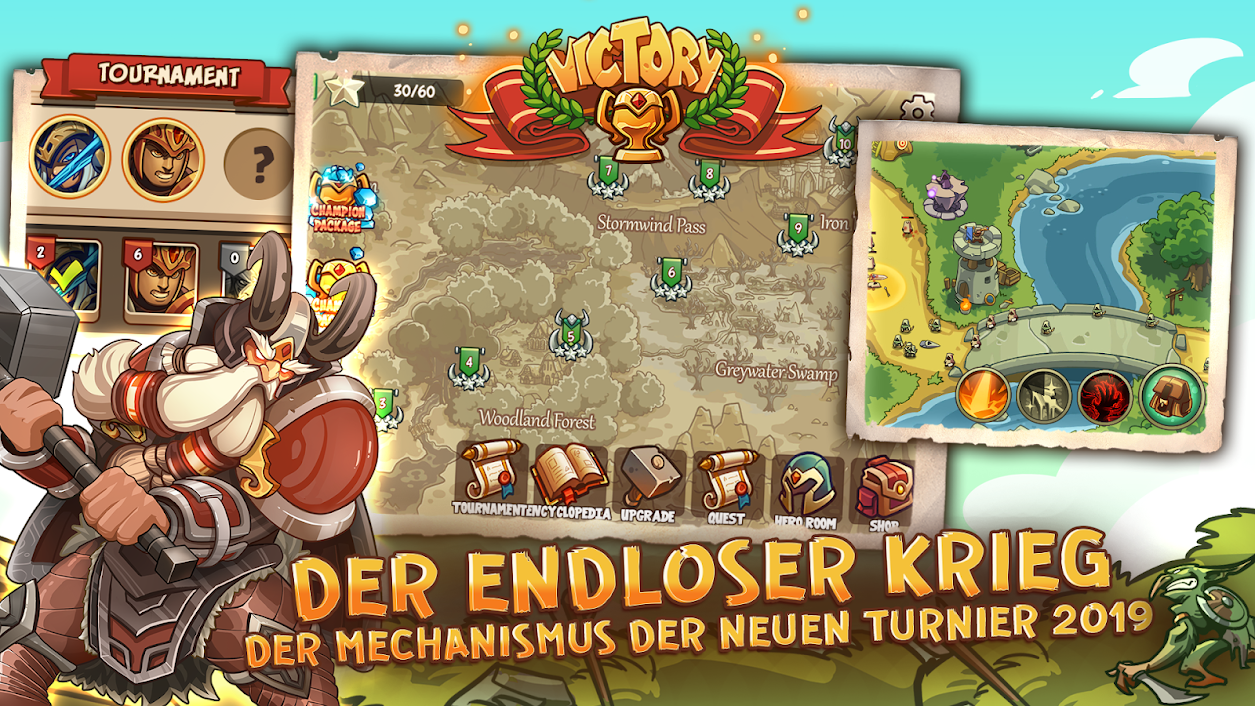 VICTORY
TOURNAMENT
30/60
?
2
6
0
CHAMPION
PACKAGE
10
7
8
9
Stormwind Pass
Iron
6
5
4
3
Greywater Swamp
Woodland Forest
TOURNAMENT
ENCYCLOPEDIA
UPGRADE
QUEST
HERO ROOM
SHOP
DER ENDLOSER KRIEG
DER MECHANISMUS DER NEUEN TURNIER 2019